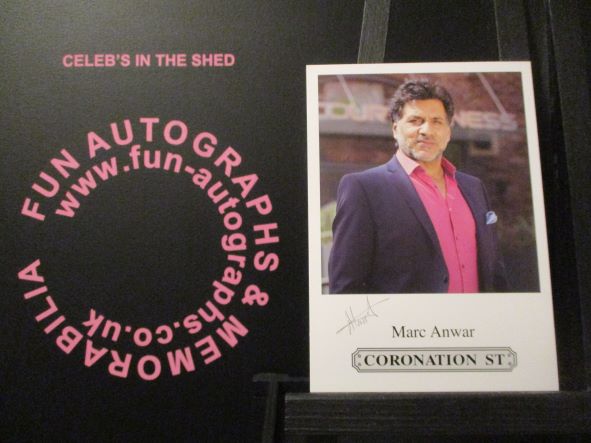 CELEB'S IN THE SHED
FUN AUTOGRAPHS & MEMORABILIA
www.fun-autographs.co.uk
Marc Anwar
CORONATION ST